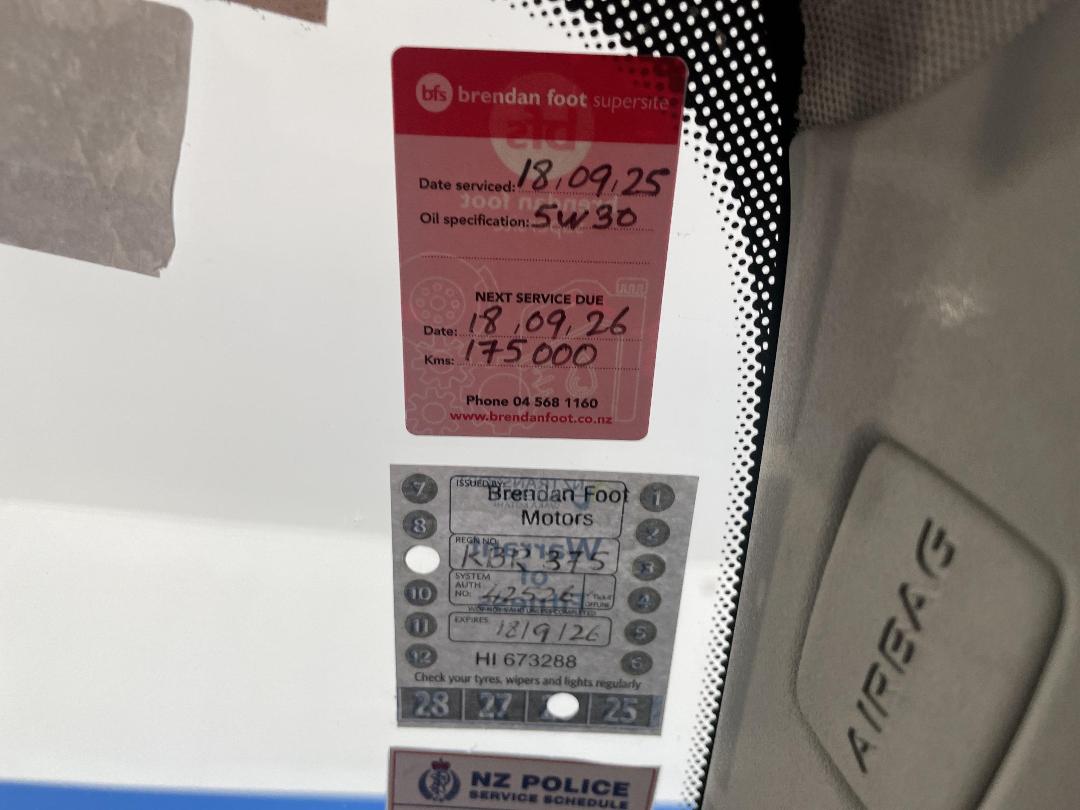 bfs brendan foot supersite
Date serviced: 18,09,25
Oil specification: 5W30
NEXT SERVICE DUE
Date: 18,09,26
Kms: 175000
Phone 04 568 1160
www.brendanfoot.co.nz
ISSUED BY:
Brendan Foot
Motors
REGN NO
KBR 375
SYSTEM
AUTH
NO: 42526
EXPIRES
18/9/26
HI 673288
Check your tyres, wipers and lights regularly
7
8
10
11
12
1
2
3
4
5
6
28 27 25
NZ POLICE
SERVICE SCHEDULE
AIRBAG